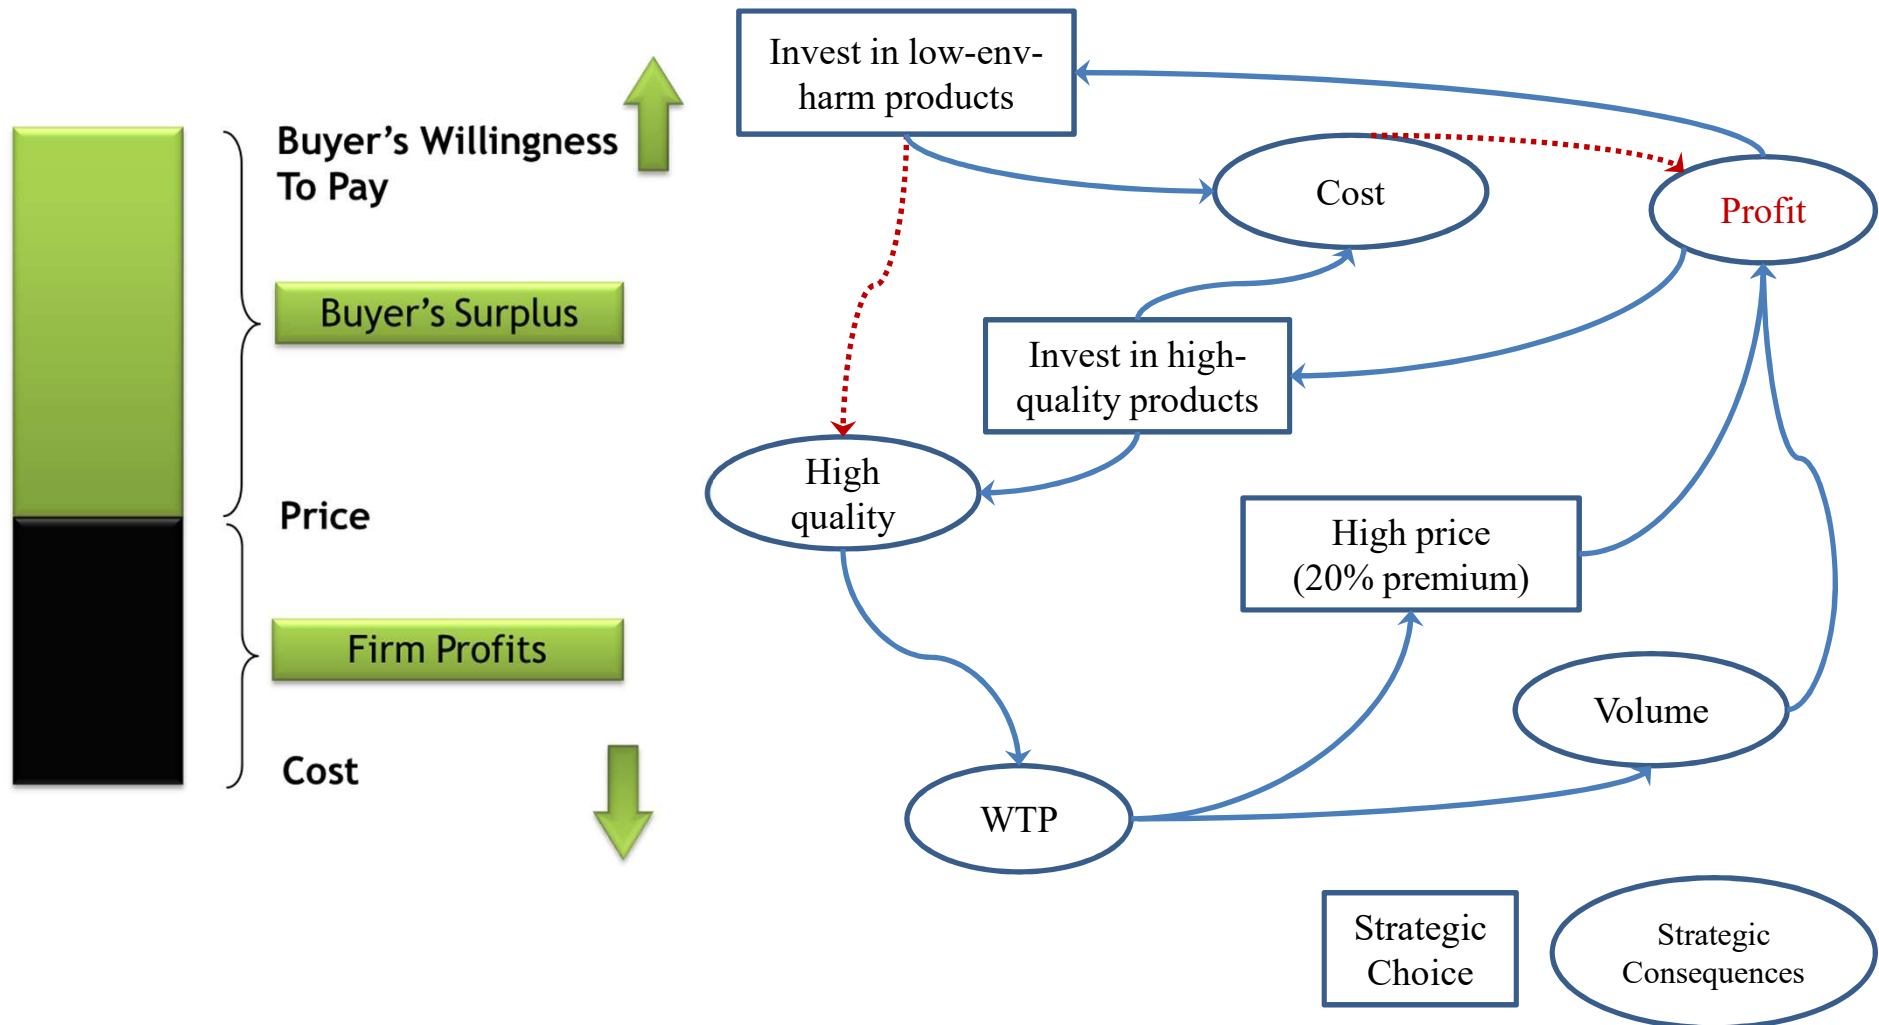 Buyer’s Willingness
To Pay
Buyer’s Surplus
Price
Firm Profits
Cost
Invest in low-env-
harm products
Cost
Profit
Invest in high-
quality products
High
quality
High price
(20% premium)
Volume
WTP
Strategic
Choice
Strategic
Consequences